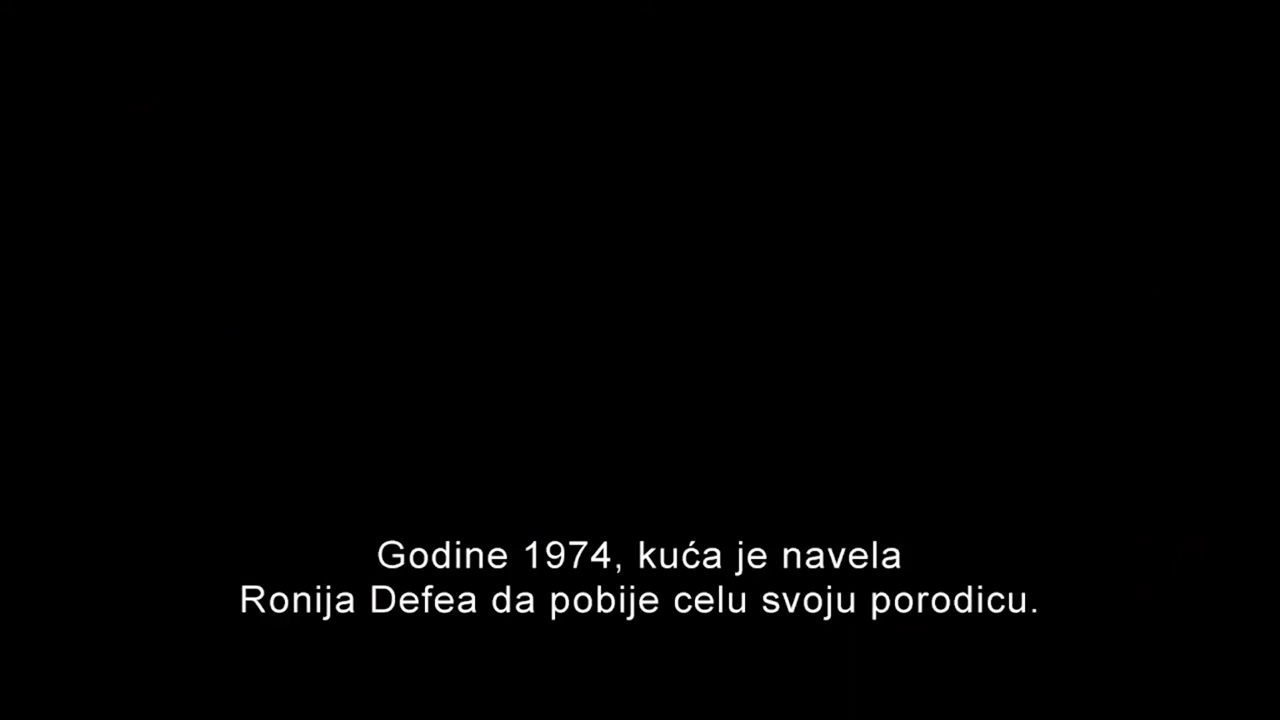 Godine 1974, kuća je navela
Ronija Defea da pobije celu svoju porodicu.